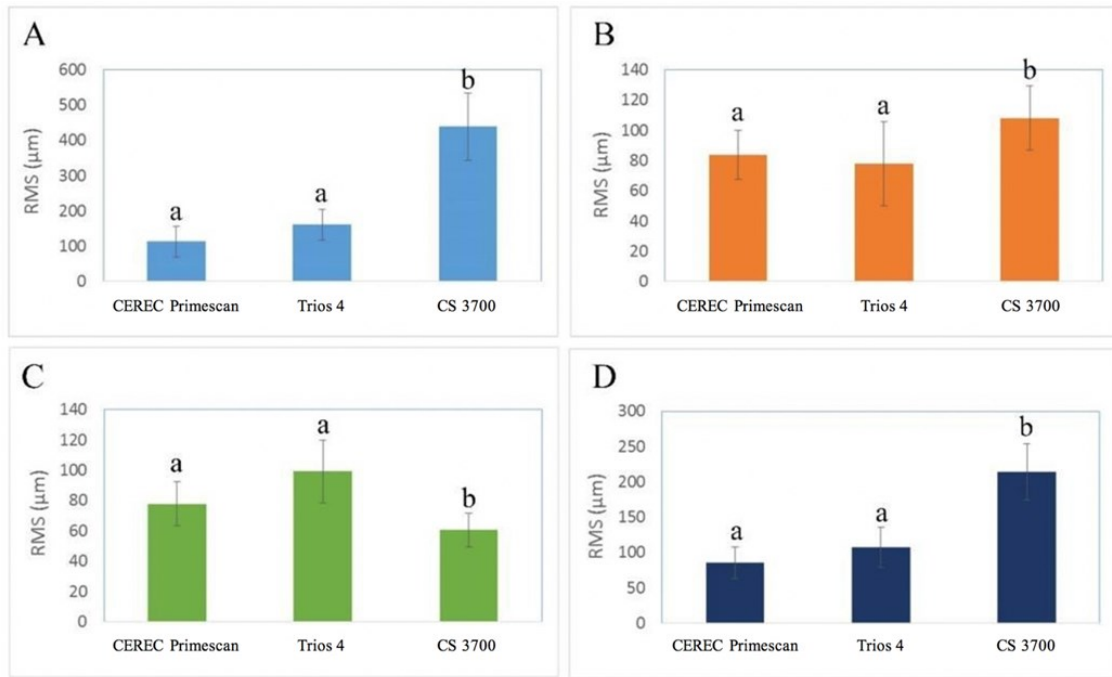 A
600
500
400
300
200
100
0
RMS (µm)
a
a
b
CEREC Primescan
Trios 4
CS 3700
B
140
120
100
80
60
40
20
0
RMS (µm)
a
a
b
CEREC Primescan
Trios 4
CS 3700
C
140
120
100
80
60
40
20
0
RMS (µm)
a
a
b
CEREC Primescan
Trios 4
CS 3700
D
300
250
200
150
100
50
0
RMS (µm)
a
a
b
CEREC Primescan
Trios 4
CS 3700